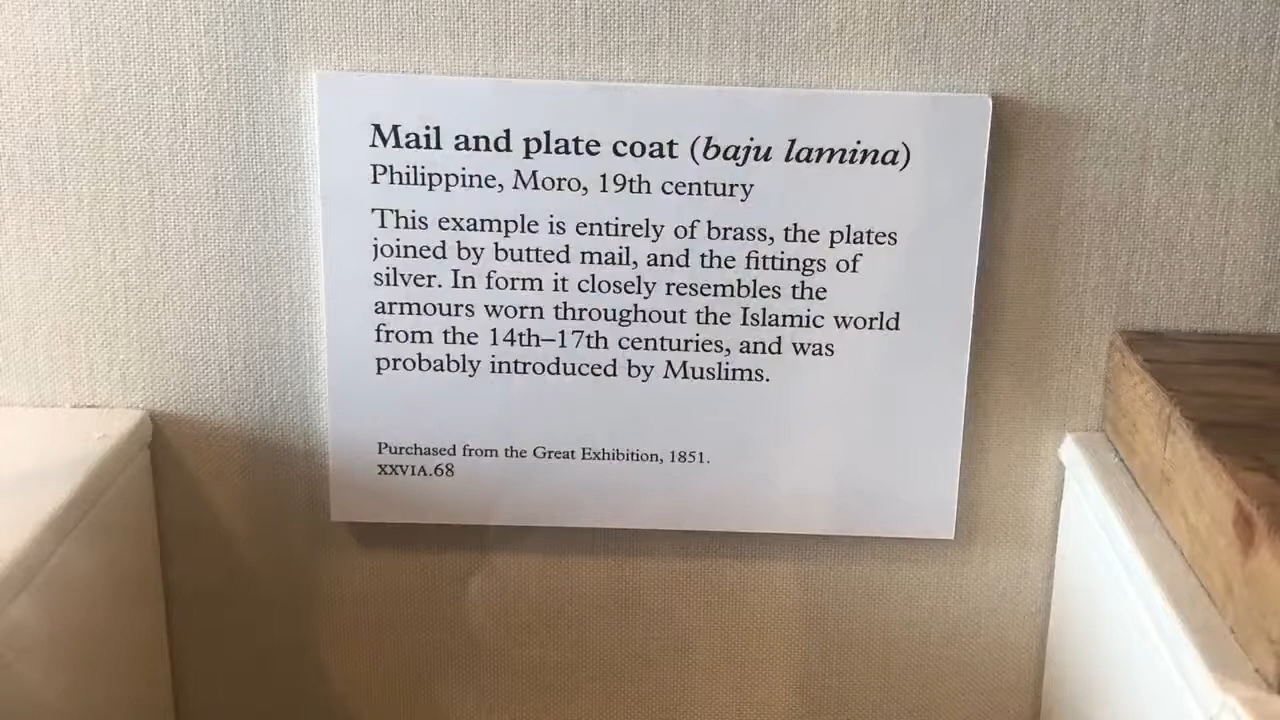 Mail and plate coat (baju lamina)
Philippine, Moro, 19th century
This example is entirely of brass, the plates
joined by butted mail, and the fittings of
silver. In form it closely resembles the
armours worn throughout the Islamic world
from the 14th–17th centuries, and was
probably introduced by Muslims.
Purchased from the Great Exhibition, 1851.
XXVIA.68